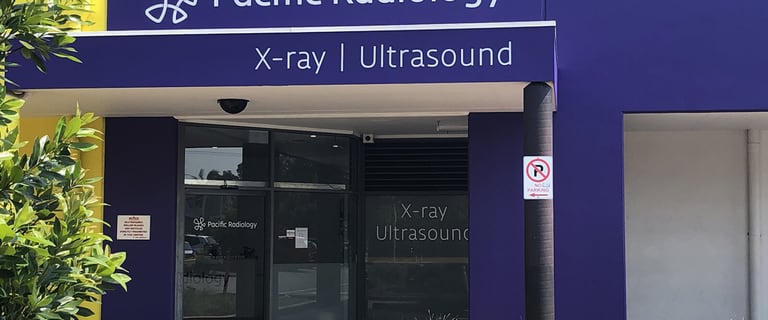 Pacific Radiology
X-ray | Ultrasound
NO
PARKING
Pacific Radiology
X-ray
Ultrasound